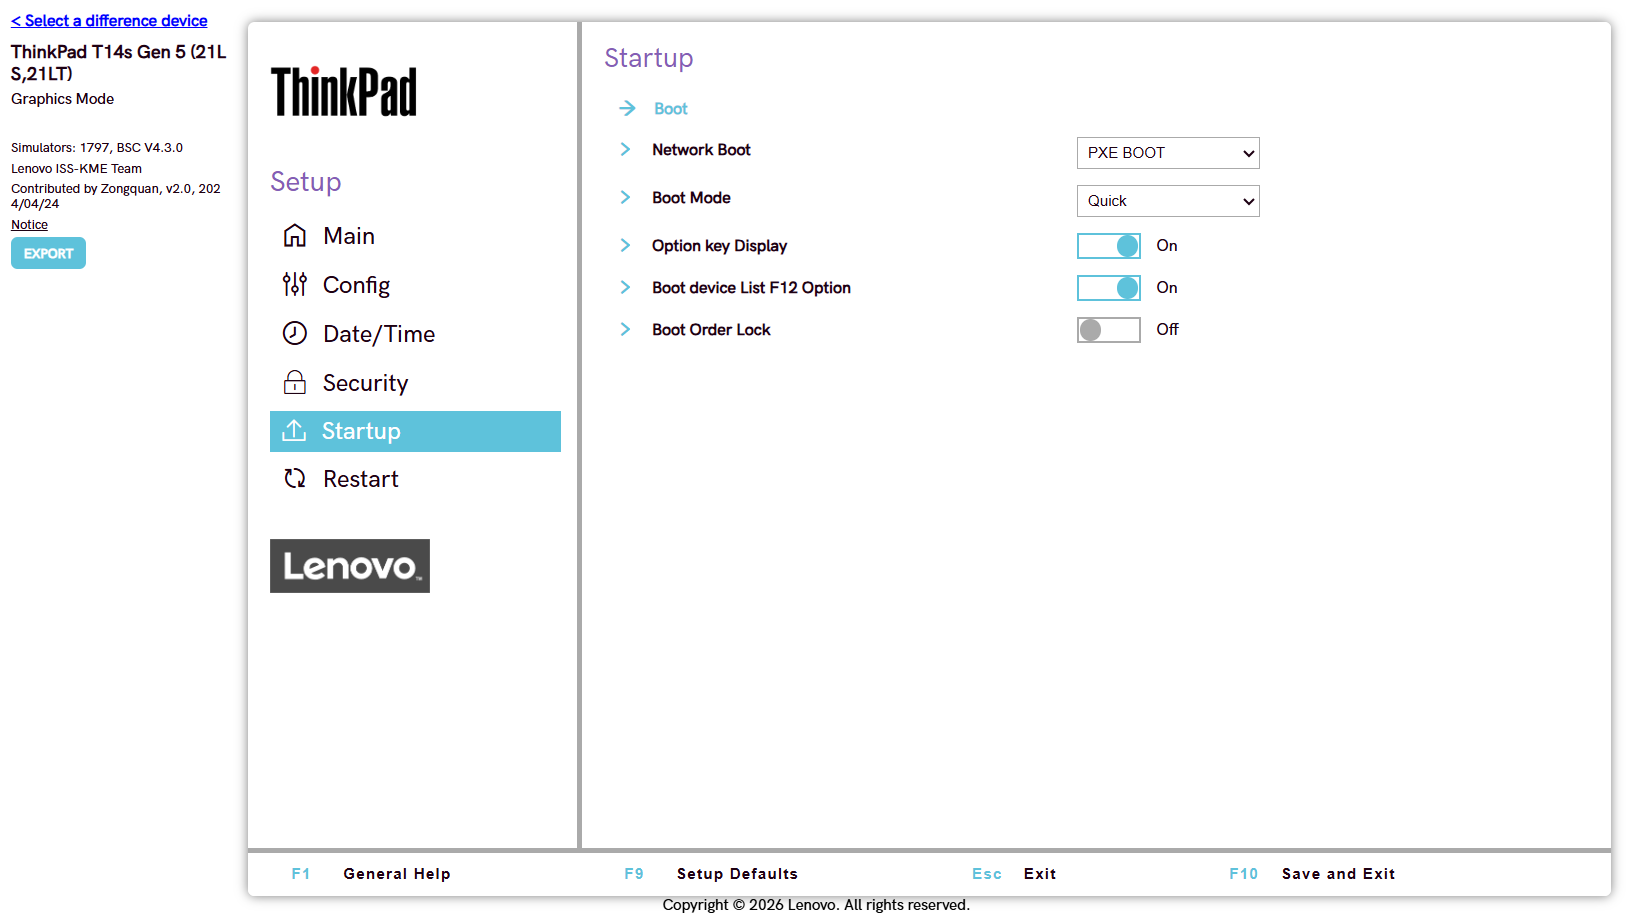 < Select a difference device
ThinkPad T14s Gen 5 (21L
S,21LT)
Graphics Mode
Simulators: 1797, BSC V4.3.0
Lenovo ISS-KME Team
Contributed by Zongquan, v2.0, 202
4/04/24
Notice
EXPORT
ThinkPad
Setup
Main
Config
Date/Time
Security
Startup
Restart
Lenovo™
Startup
Boot
Network Boot PXE BOOT
Boot Mode Quick
Option key Display On
Boot device List F12 Option On
Boot Order Lock Off
F1 General Help F9 Setup Defaults Esc Exit F10 Save and Exit
Copyright © 2026 Lenovo. All rights reserved.